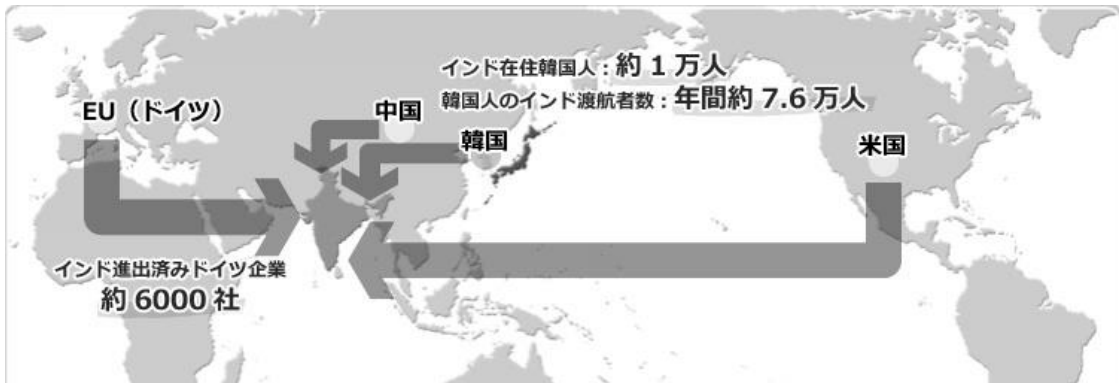 インド在住韓国人：約 1 万人
韓国人のインド渡航者数：年間約 7.6 万人
EU（ドイツ）
中国
韓国
米国
インド進出済みドイツ企業
約 6000 社